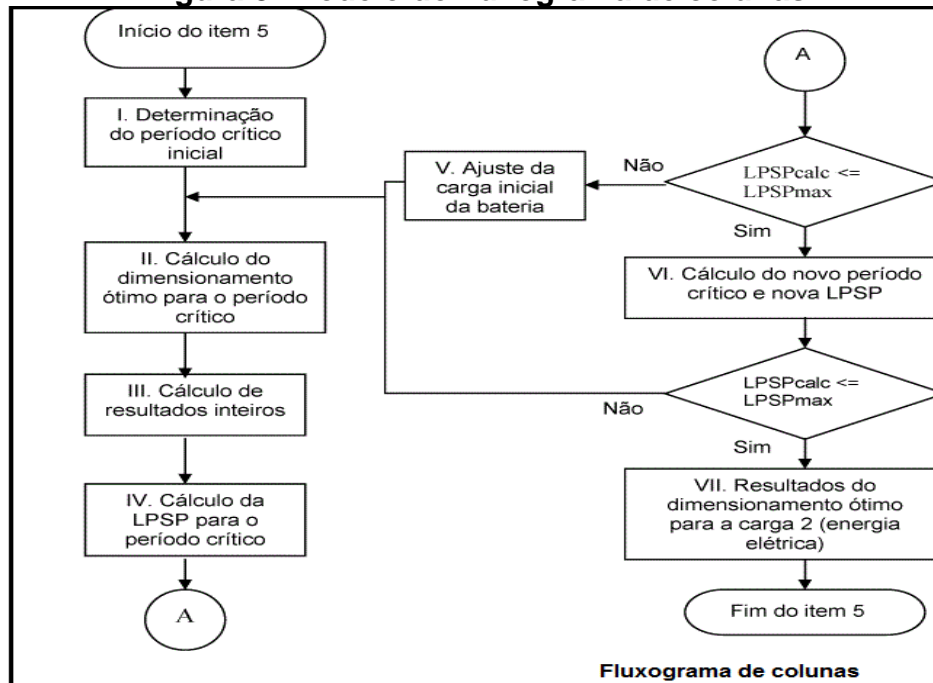 Início do item 5
I. Determinação
do período crítico
inicial
II. Cálculo do
dimensionamento
ótimo para o período
crítico
III. Cálculo de
resultados inteiros
IV. Cálculo da
LPSP para o
período crítico
A
A
LPSPcalc <=
LPSPmax
Não
V. Ajuste da
carga inicial
da bateria
Sim
VI. Cálculo do novo período
crítico e nova LPSP
LPSPcalc <=
LPSPmax
Não
Sim
VII. Resultados do
dimensionamento ótimo
para a carga 2 (energia
elétrica)
Fim do item 5
Fluxograma de colunas